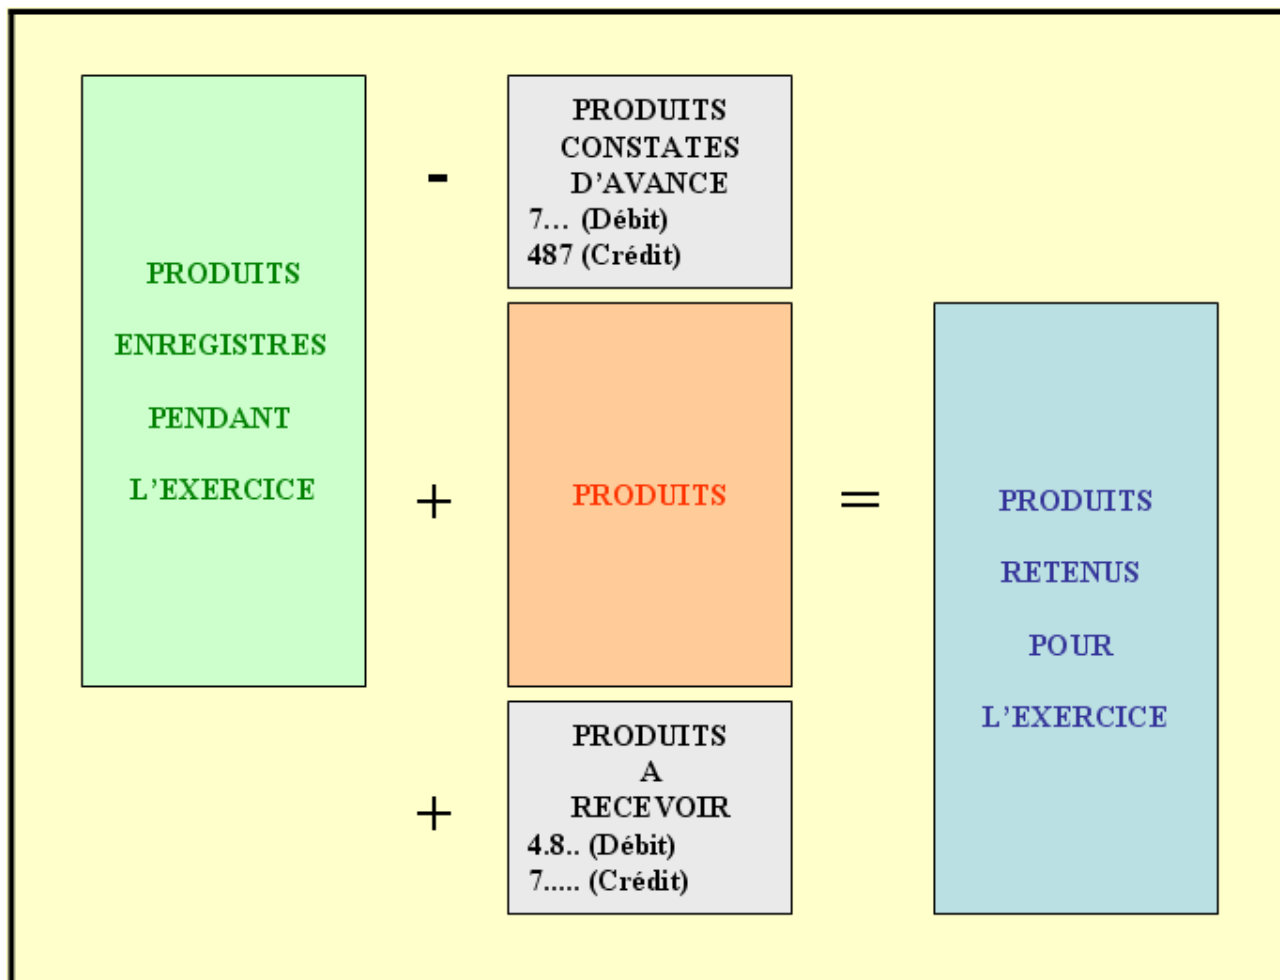 PRODUITS
ENREGISTRES
PENDANT
L'EXERCICE
-
PRODUITS
CONSTATES
D'AVANCE
7... (Débit)
487 (Crédit)
+
PRODUITS
=
+
PRODUITS
A
RECEVOIR
4.8.. (Débit)
7..... (Crédit)
PRODUITS
RETENUS
POUR
L'EXERCICE